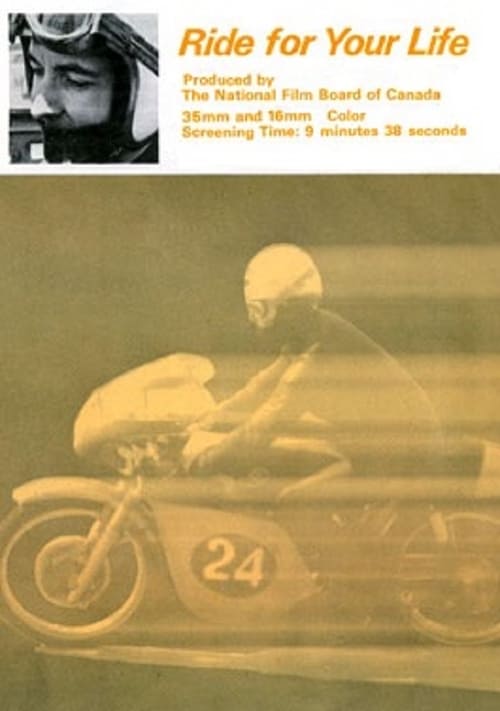 Ride for Your Life
Produced by
The National Film Board of Canada
35mm and 16mm Color
Screening Time: 9 minutes 38 seconds
24